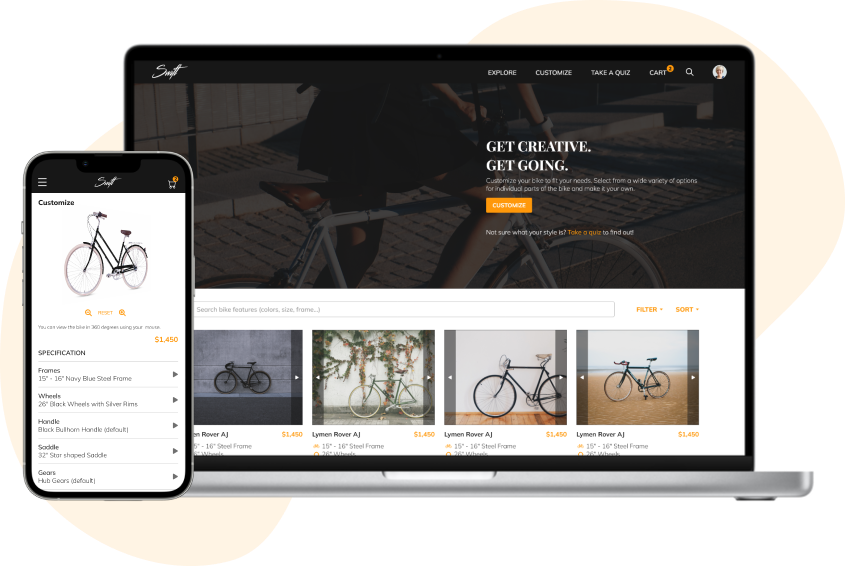 Swift
EXPLORE
CUSTOMIZE
TAKE A QUIZ
CART
2
GET CREATIVE.
GET GOING.
Customize your bike to fit your needs. Select from a wide variety of options
for individual parts of the bike and make it your own.
CUSTOMIZE
Not sure what your style is? Take a quiz to find out!
Search bike features (colors, size, frame...)
FILTER
SORT
en Rover AJ $1,450
" - 16" Steel Frame
" Wheels
Lymen Rover AJ $1,450
15" - 16" Steel Frame
26" Wheels
Lymen Rover AJ $1,450
15" - 16" Steel Frame
26" Wheels
Lymen Rover AJ $1,450
15" - 16" Steel Frame
26" Wheels
Swift
2
Customize
RESET
You can view the bike in 360 degrees using your mouse.
$1,450
SPECIFICATION
Frames
15" - 16" Navy Blue Steel Frame
Wheels
26" Black Wheels with Silver Rims
Handle
Black Bullhorn Handle (default)
Saddle
32" Star shaped Saddle
Gears
Hub Gears (default)